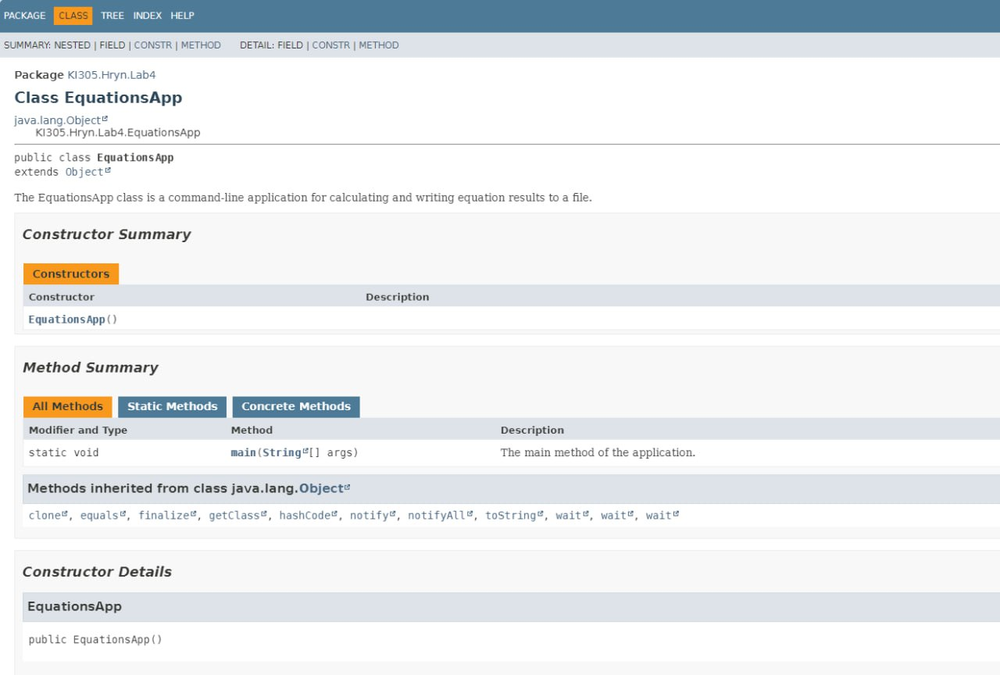 PACKAGE CLASS TREE INDEX HELP
SUMMARY: NESTED | FIELD | CONSTR | METHOD DETAIL: FIELD | CONSTR | METHOD
Package KI305.Hryn.Lab4
Class EquationsApp
java.lang.Object
KI305.Hryn.Lab4.EquationsApp
public class EquationsApp
extends Object
The EquationsApp class is a command-line application for calculating and writing equation results to a file.
Constructor Summary
Constructors
Constructor Description
EquationsApp()
Method Summary
All Methods Static Methods Concrete Methods
Modifier and Type Method Description
static void main(String[] args) The main method of the application.
Methods inherited from class java.lang.Object
clone, equals, finalize, getClass, hashCode, notify, notifyAll, toString, wait, wait, wait
Constructor Details
EquationsApp
public EquationsApp()